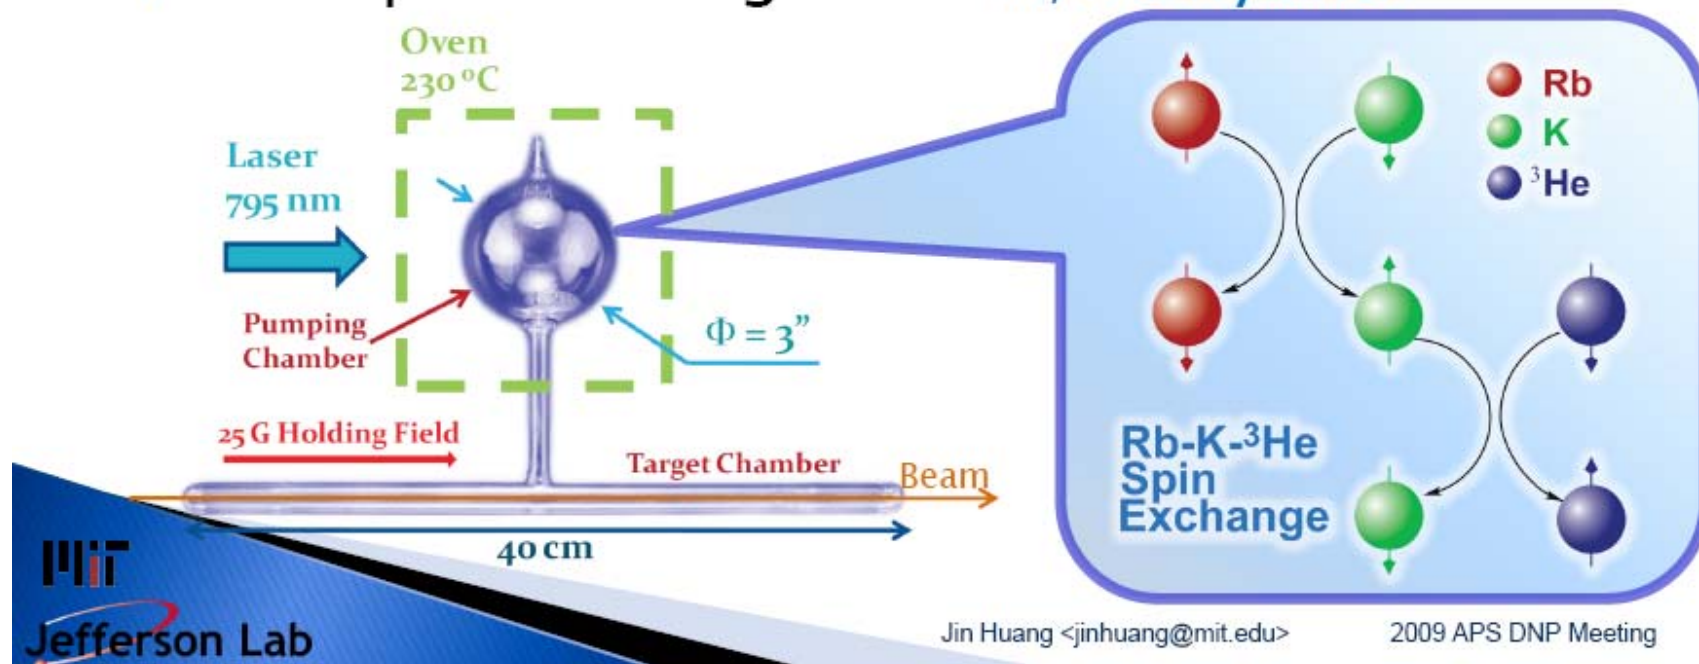 Oven
230 ºC
Laser
795 nm
Pumping
Chamber
Φ = 3”
25 G Holding Field
Target Chamber
Beam
40 cm
Rb
K
³He
Rb-K-³He
Spin
Exchange
MIT
Jefferson Lab
Jin Huang <jinhuang@mit.edu>
2009 APS DNP Meeting